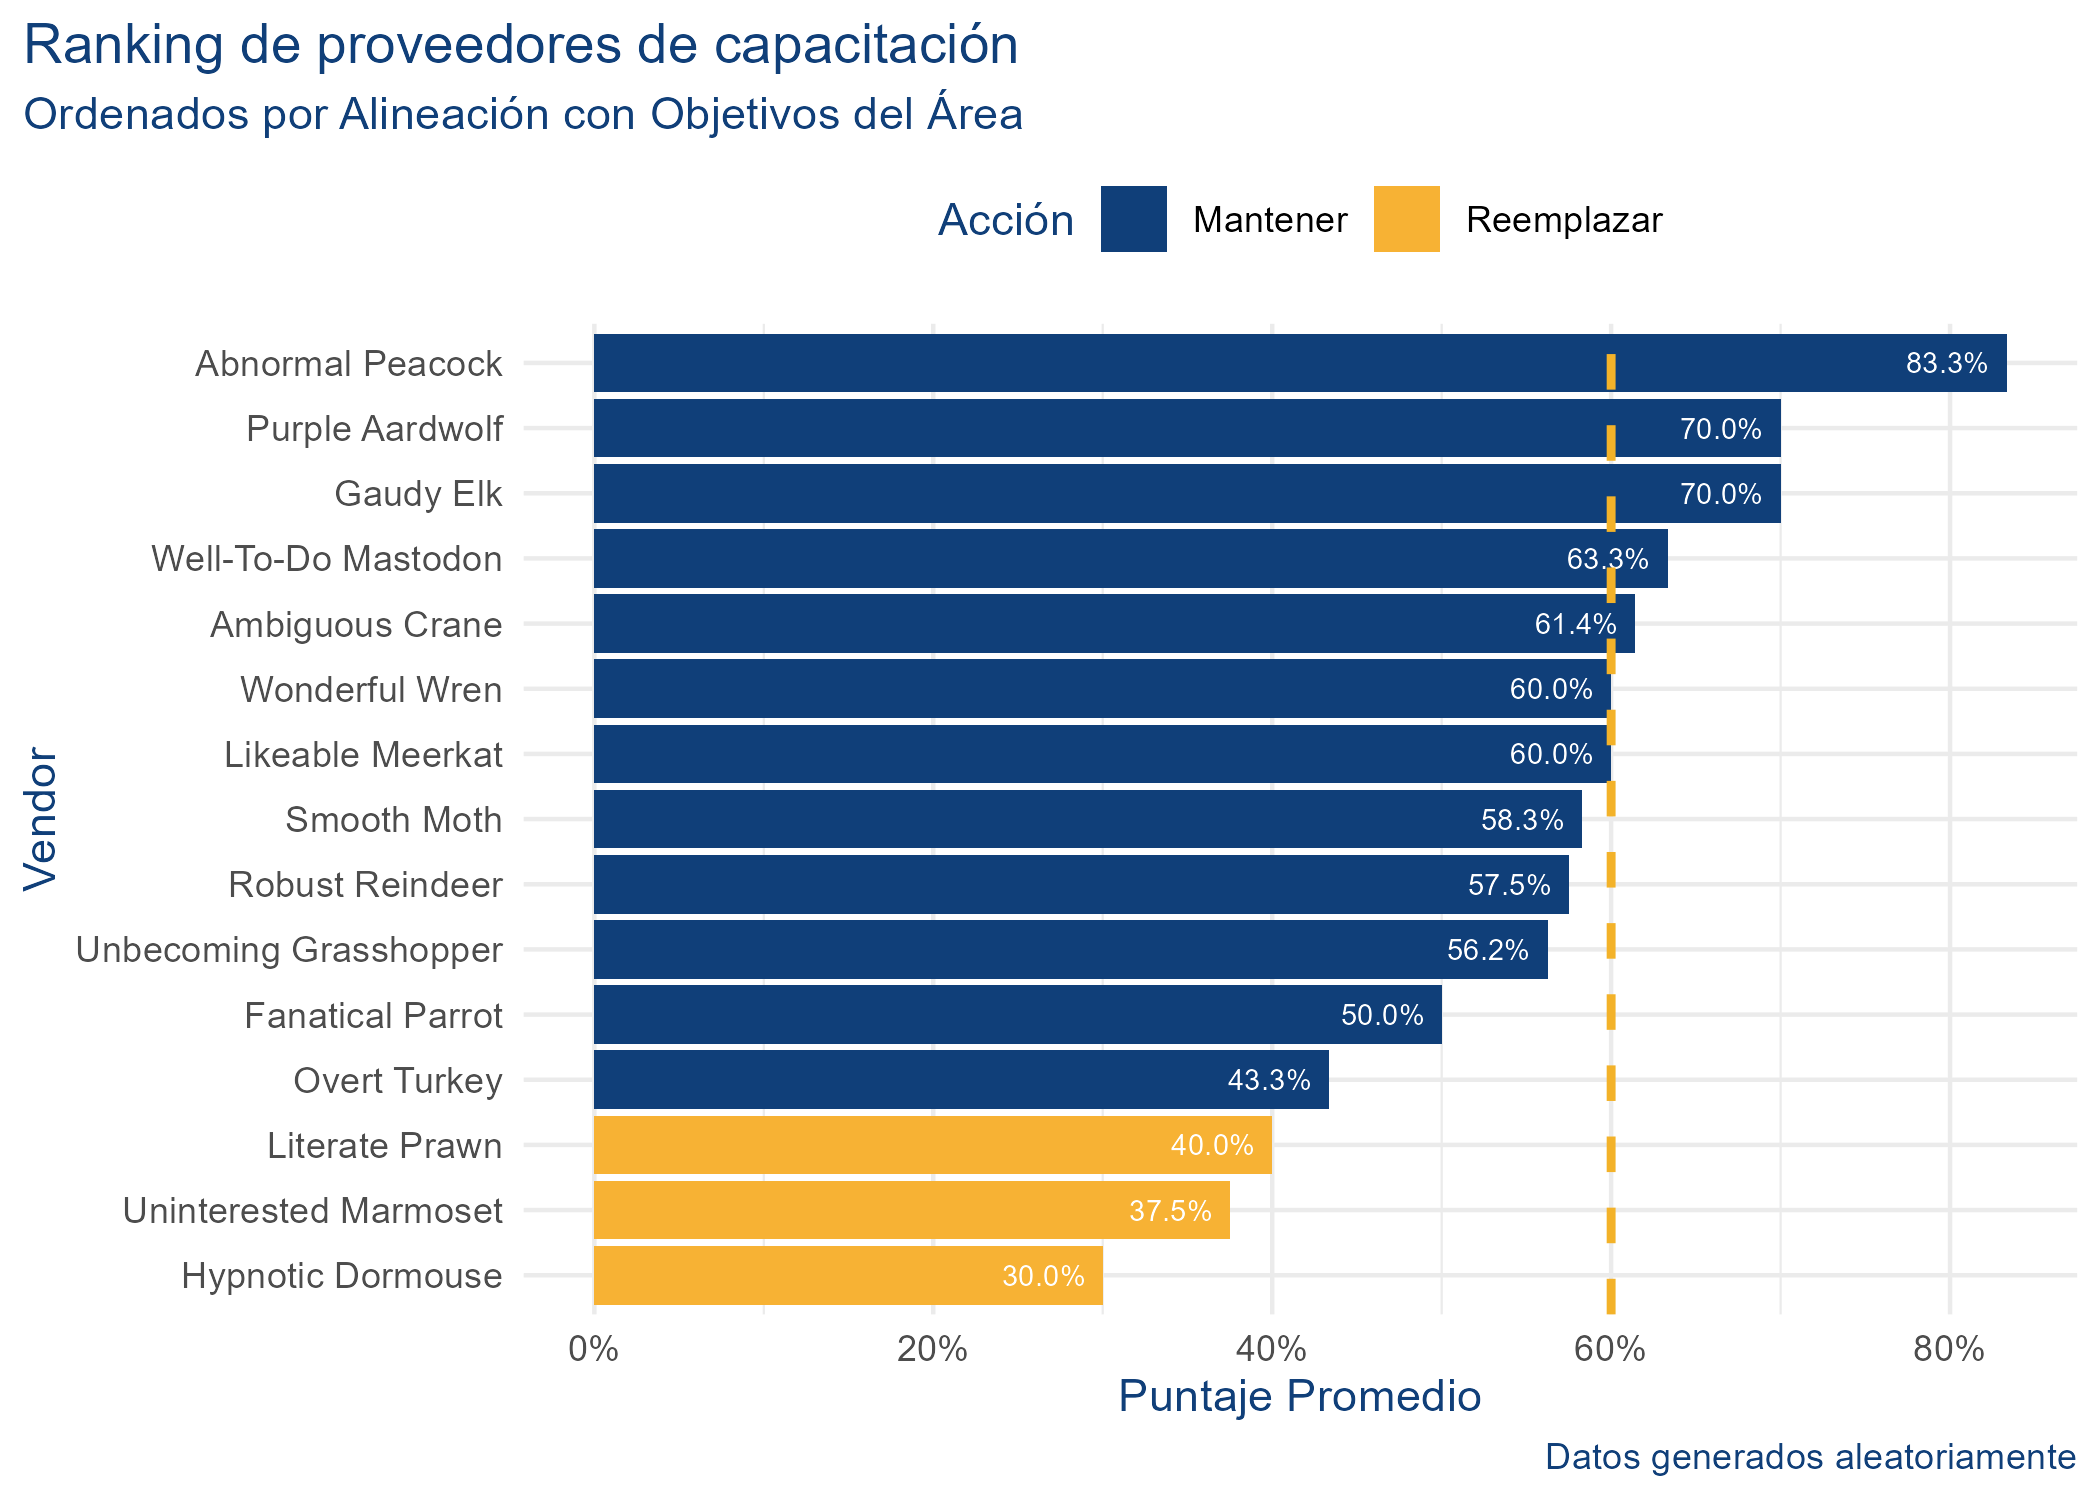 Ranking de proveedores de capacitación
Ordenados por Alineación con Objetivos del Área
Acción Mantener Reemplazar
Vendor
Abnormal Peacock 83.3%
Purple Aardwolf 70.0%
Gaudy Elk 70.0%
Well-To-Do Mastodon 63.3%
Ambiguous Crane 61.4%
Wonderful Wren 60.0%
Likeable Meerkat 60.0%
Smooth Moth 58.3%
Robust Reindeer 57.5%
Unbecoming Grasshopper 56.2%
Fanatical Parrot 50.0%
Overt Turkey 43.3%
Literate Prawn 40.0%
Uninterested Marmoset 37.5%
Hypnotic Dormouse 30.0%
0% 20% 40% 60% 80%
Puntaje Promedio
Datos generados aleatoriamente